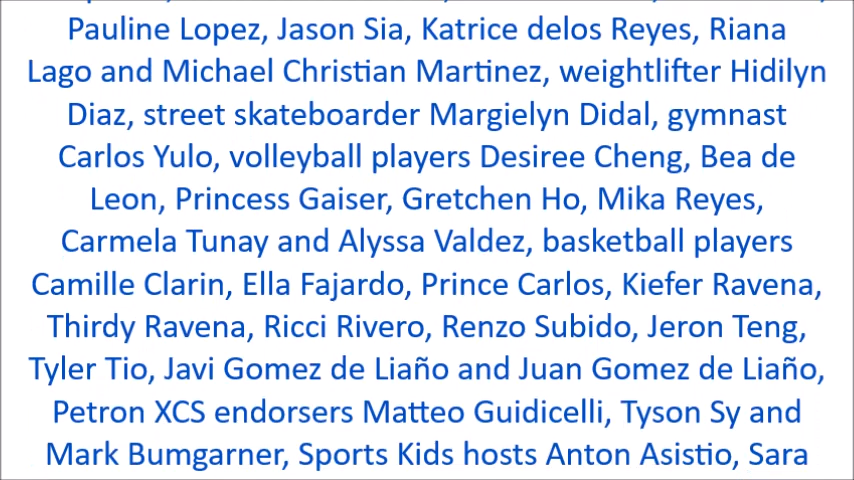 Pauline Lopez, Jason Sia, Katrice delos Reyes, Riana
Lago and Michael Christian Martinez, weightlifter Hidilyn
Diaz, street skateboarder Margielyn Didal, gymnast
Carlos Yulo, volleyball players Desiree Cheng, Bea de
Leon, Princess Gaiser, Gretchen Ho, Mika Reyes,
Carmela Tunay and Alyssa Valdez, basketball players
Camille Clarin, Ella Fajardo, Prince Carlos, Kiefer Ravena,
Thirdy Ravena, Ricci Rivero, Renzo Subido, Jeron Teng,
Tyler Tio, Javi Gomez de Liaño and Juan Gomez de Liaño,
Petron XCS endorsers Matteo Guidicelli, Tyson Sy and
Mark Bumgarner, Sports Kids hosts Anton Asistio, Sara